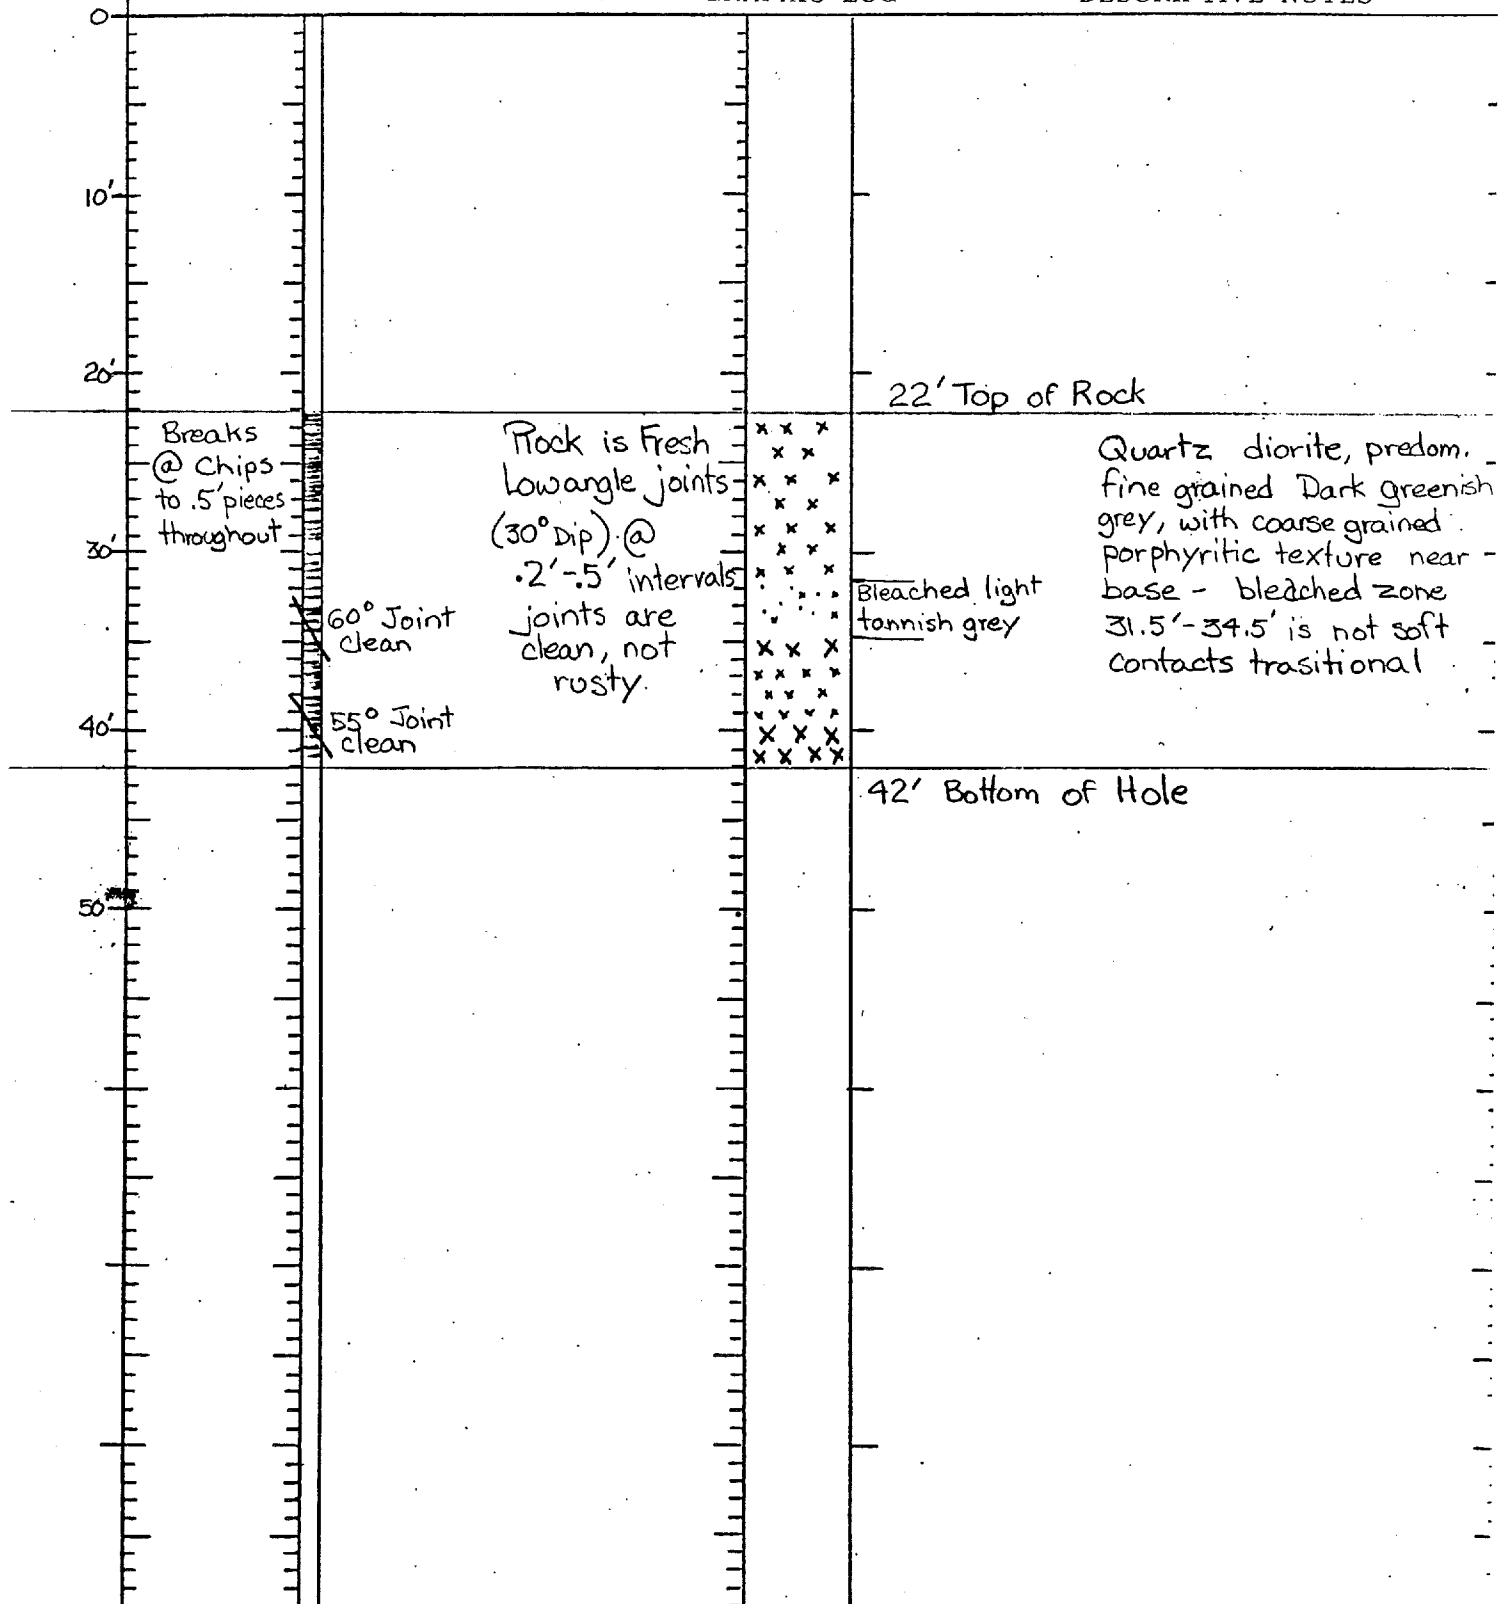 0
10'
20'
30'
40'
50
22' Top of Rock
Breaks
@ Chips
to .5' pieces
throughout
60° Joint
clean
55° Joint
clean
Rock is Fresh
Low angle joints
(30° Dip) @
.2'-.5' intervals
joints are
clean, not
rusty.
Bleached light
tannish grey
Quartz diorite, predom.
fine grained Dark greenish
grey, with coarse grained
porphyritic texture near
base - bleached zone
31.5'-34.5' is not soft
contacts trasitional
42' Bottom of Hole